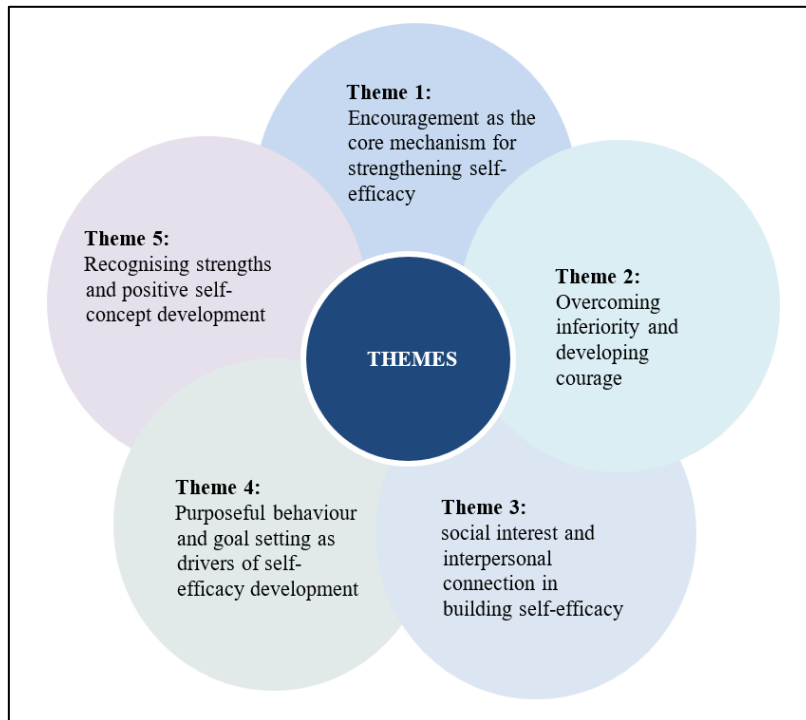 Theme 1:
Encouragement as the
core mechanism for
strengthening self-
efficacy
Theme 2:
Overcoming
inferiority and
developing
courage
Theme 3:
social interest and
interpersonal
connection in
building self-efficacy
Theme 4:
Purposeful behaviour
and goal setting as
drivers of self-
efficacy development
Theme 5:
Recognising strengths
and positive self-
concept development
THEMES